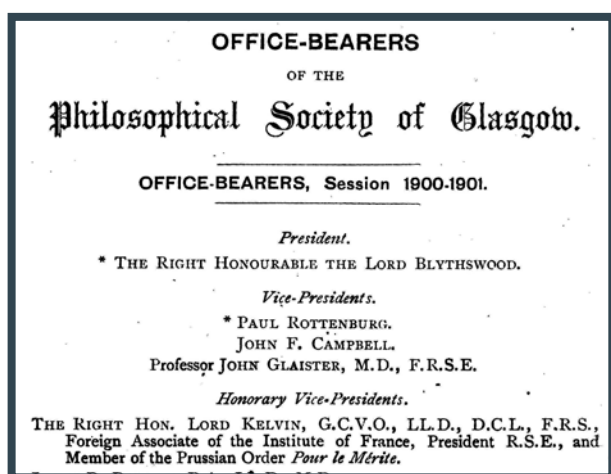 OFFICE-BEARERS
OF THE
Philosophical Society of Glasgow.
OFFICE-BEARERS, Session 1900-1901.
President.
* THE RIGHT HONOURABLE THE LORD BLYTHSWOOD.
Vice-Presidents.
* PAUL ROTTENBURG.
JOHN F. CAMPBELL.
Professor JOHN GLAISTER, M.D., F.R.S.E.
Honorary Vice-Presidents.
THE RIGHT HON. LORD KELVIN, G.C.V.O., LL.D., D.C.L., F.R.S.,
Foreign Associate of the Institute of France, President R.S.E., and
Member of the Prussian Order Pour le Mérite.